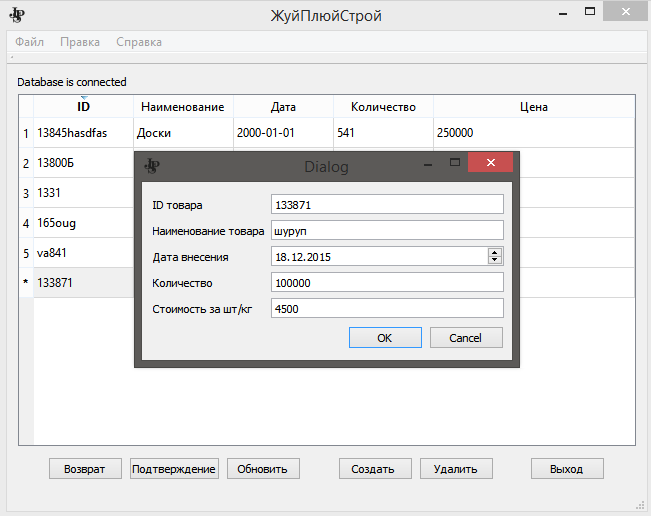 ЖуйПлюйСтрой
Файл Правка Справка
Database is connected
ID Наименование Дата Количество Цена
1 13845hasdfas Доски 2000-01-01 541 250000
2 13800Б
3 1331
4 165oug
5 va841
* 133871
Dialog
ID товара 133871
Наименование товара шуруп
Дата внесения 18.12.2015
Количество 100000
Стоимость за шт/кг 4500
OK Cancel
Возврат Подтверждение Обновить Создать Удалить Выход